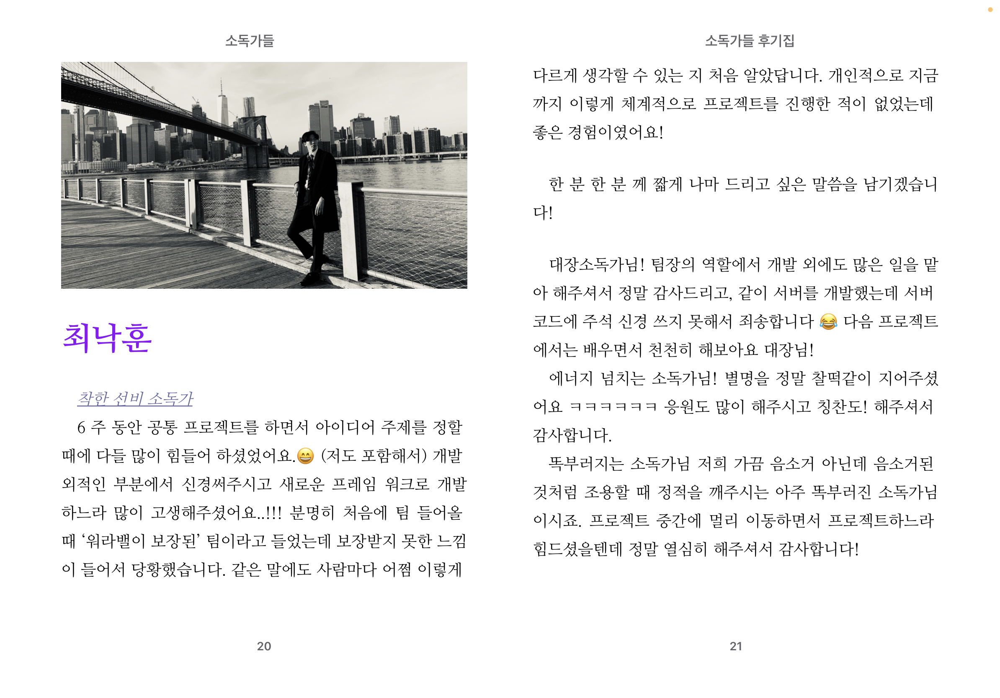 소독가들
최낙훈
착한 선비 소독가
6 주 동안 공통 프로젝트를 하면서 아이디어 주제를 정할
때에 다들 많이 힘들어 하셨었어요.😄 (저도 포함해서) 개발
외적인 부분에서 신경써주시고 새로운 프레임 워크로 개발
하느라 많이 고생해주셨어요..!!! 분명히 처음에 팀 들어올
때 ‘워라밸이 보장된’ 팀이라고 들었는데 보장받지 못한 느낌
이 들어서 당황했습니다. 같은 말에도 사람마다 어쩜 이렇게
20
소독가들 후기집
다르게 생각할 수 있는 지 처음 알았답니다. 개인적으로 지금
까지 이렇게 체계적으로 프로젝트를 진행한 적이 없었는데
좋은 경험이였어요!
한 분 한 분 께 짧게 나마 드리고 싶은 말씀을 남기겠습니
다!
대장소독가님! 팀장의 역할에서 개발 외에도 많은 일을 맡
아 해주셔서 정말 감사드리고, 같이 서버를 개발했는데 서버
코드에 주석 신경 쓰지 못해서 죄송합니다 😂 다음 프로젝트
에서는 배우면서 천천히 해보아요 대장님!
에너지 넘치는 소독가님! 별명을 정말 찰떡같이 지어주셨
어요 ㅋㅋㅋㅋㅋㅋ 응원도 많이 해주시고 칭찬도! 해주셔서
감사합니다.
똑부러지는 소독가님 저희 가끔 음소거 아닌데 음소거된
것처럼 조용할 때 정적을 깨주시는 아주 똑부러진 소독가님
이시죠. 프로젝트 중간에 멀리 이동하면서 프로젝트하느라
힘드셨을텐데 정말 열심히 해주셔서 감사합니다!
21